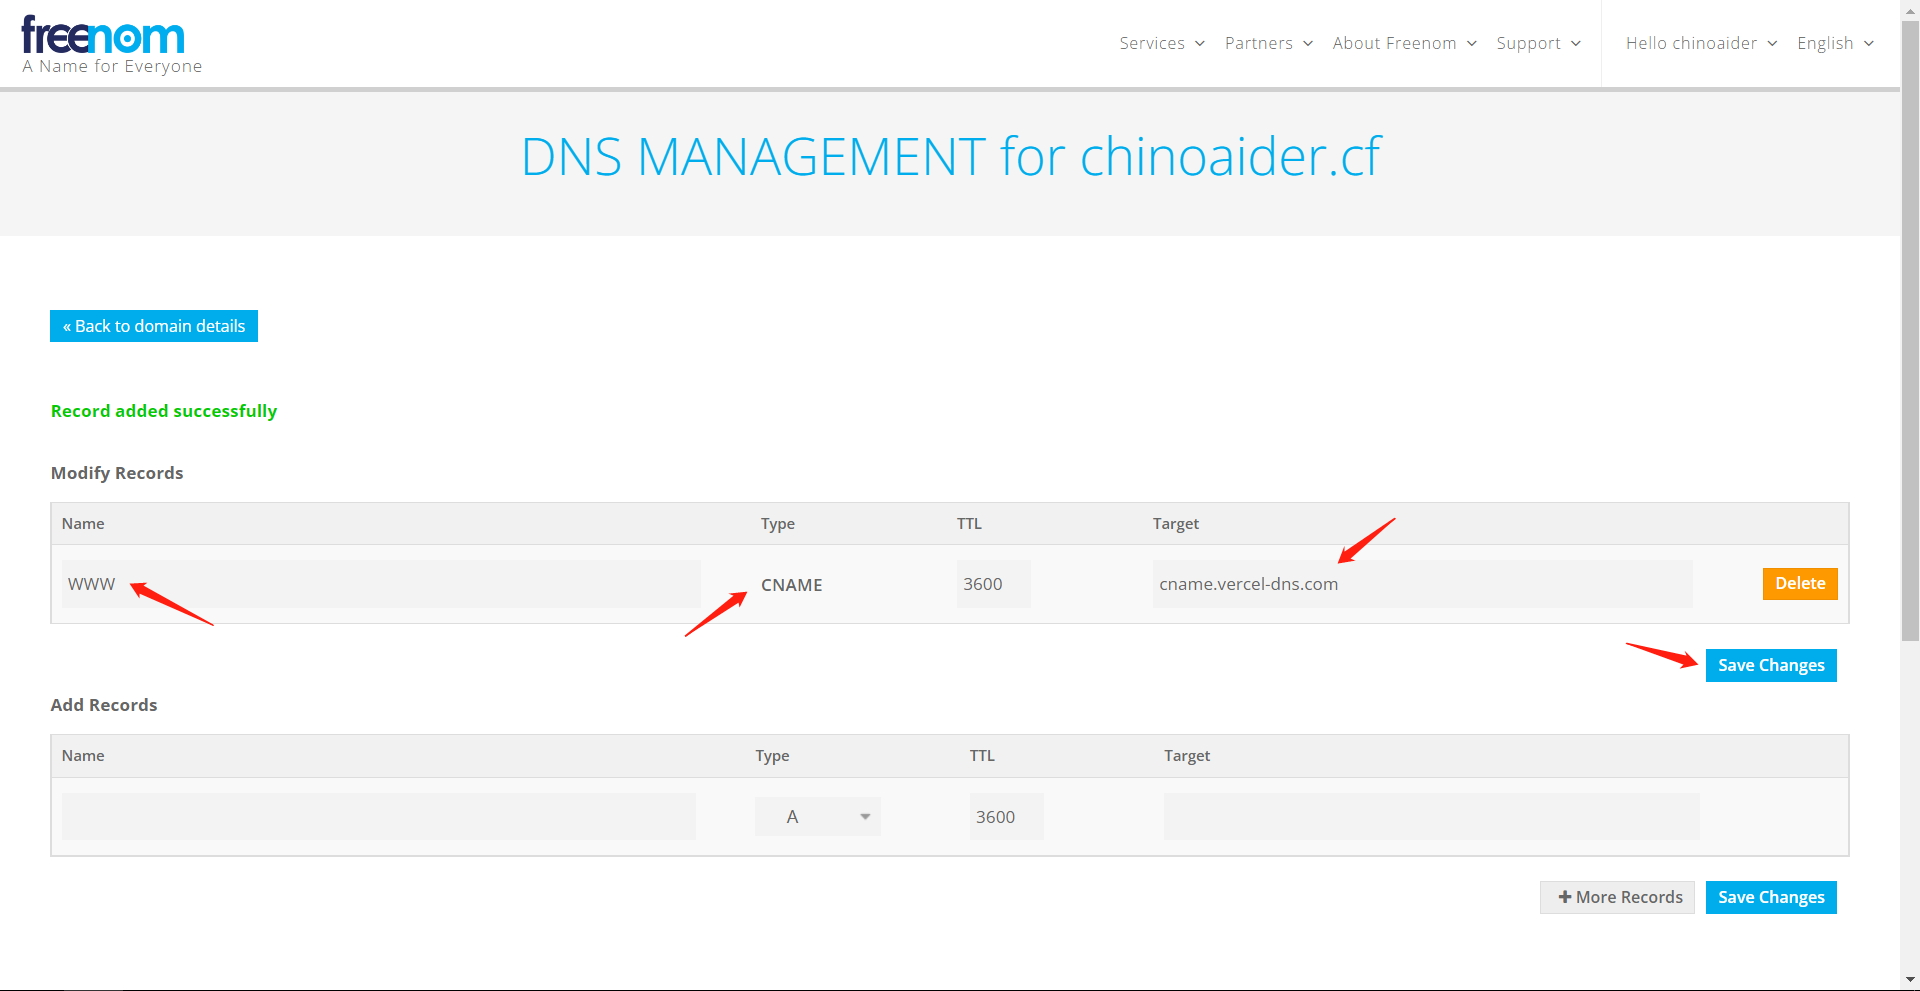 freenom
A Name for Everyone
Services Partners About Freenom Support Hello chinoaider English
DNS MANAGEMENT for chinoaider.cf
« Back to domain details
Record added successfully
Modify Records
Name Type TTL Target
WWW CNAME 3600 cname.vercel-dns.com Delete
Save Changes
Add Records
Name Type TTL Target
A 3600
+ More Records Save Changes